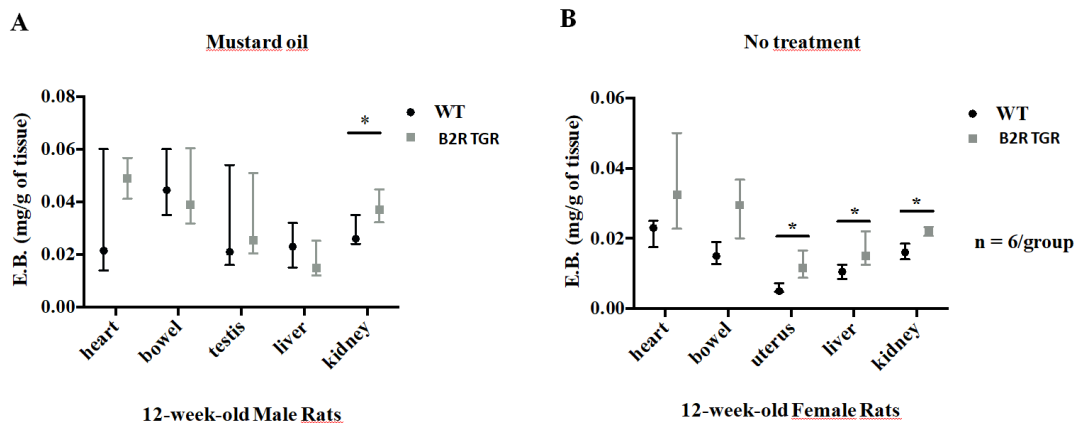 A
Mustard oil
E.B. (mg/g of tissue)
0.08
0.06
0.04
0.02
0.00
WT
B2R TGR
*
heart
bowel
testis
liver
kidney
12-week-old Male Rats
B
No treatment
E.B. (mg/g of tissue)
0.06
0.04
0.02
0.00
WT
B2R TGR
*
*
*
n = 6/group
heart
bowel
uterus
liver
kidney
12-week-old Female Rats